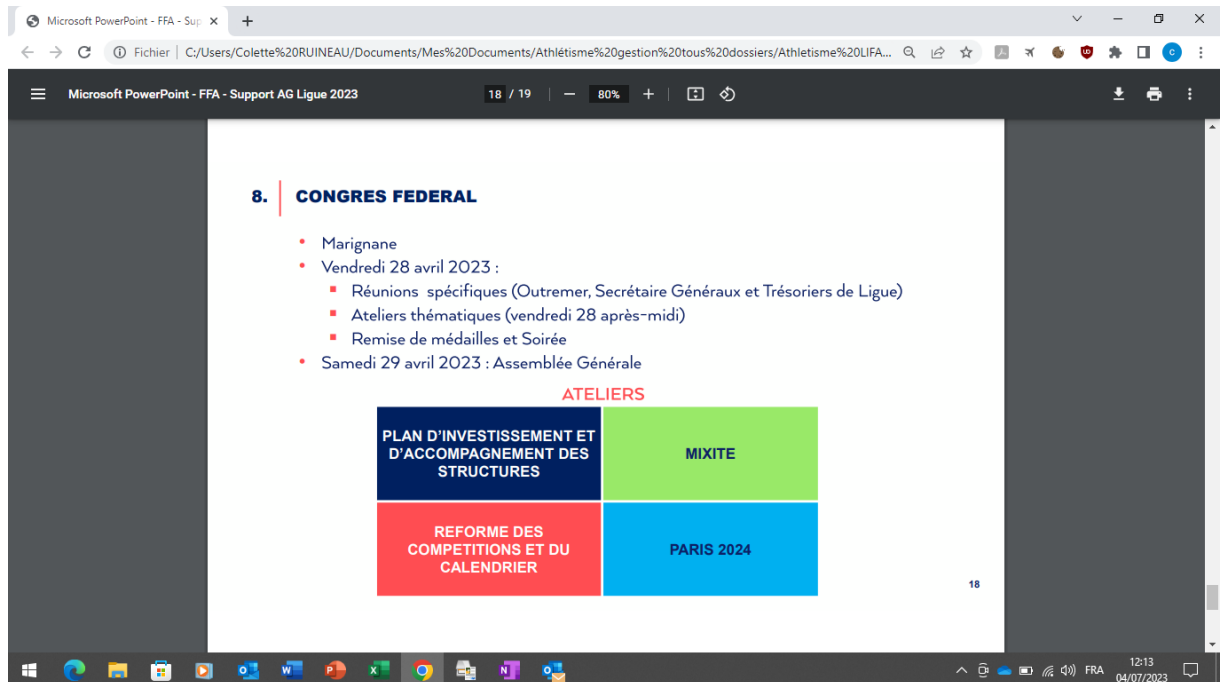 Microsoft PowerPoint - FFA - Sup
Fichier | C:/Users/Colette%20RUINEAU/Documents/Mes%20Documents/Athlétisme%20gestion%20tous%20dossiers/Athletisme%20LIFA...
Microsoft PowerPoint - FFA - Support AG Ligue 2023
18 / 19 | — 80% +
8. CONGRES FEDERAL
• Marignane
• Vendredi 28 avril 2023 :
▪ Réunions spécifiques (Outremer, Secrétaire Généraux et Trésoriers de Ligue)
▪ Ateliers thématiques (vendredi 28 après-midi)
▪ Remise de médailles et Soirée
• Samedi 29 avril 2023 : Assemblée Générale
ATELIERS
PLAN D'INVESTISSEMENT ET
D'ACCOMPAGNEMENT DES
STRUCTURES
MIXITE
REFORME DES
COMPETITIONS ET DU
CALENDRIER
PARIS 2024
18
FRA
12:13
04/07/2023